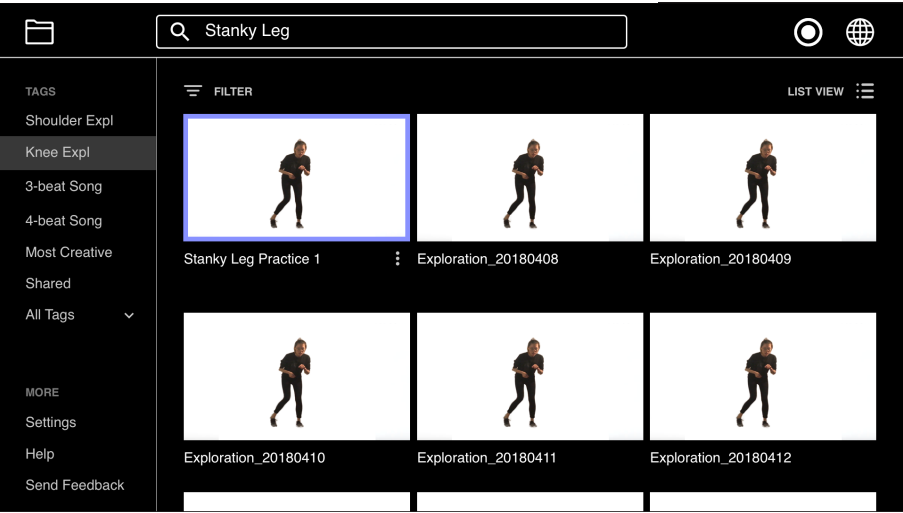 Stanky Leg
TAGS
Shoulder Expl
Knee Expl
3-beat Song
4-beat Song
Most Creative
Shared
All Tags
MORE
Settings
Help
Send Feedback
FILTER
LIST VIEW
Stanky Leg Practice 1
Exploration_20180408
Exploration_20180409
Exploration_20180410
Exploration_20180411
Exploration_20180412